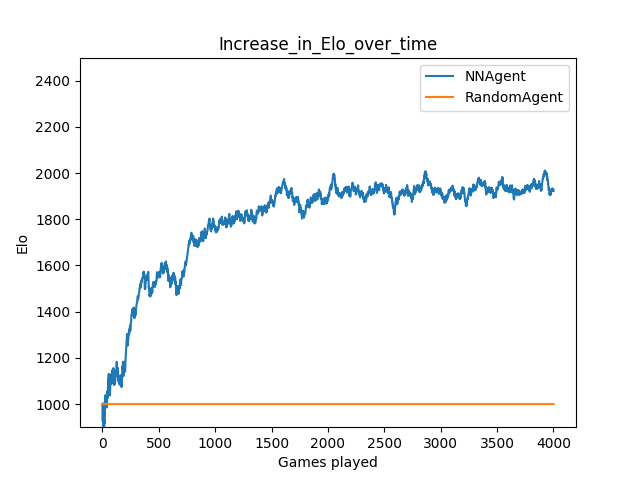 Increase_in_Elo_over_time
NNAgent
RandomAgent
2400
2200
2000
1800
1600
1400
1200
1000
Elo
0 500 1000 1500 2000 2500 3000 3500 4000
Games played